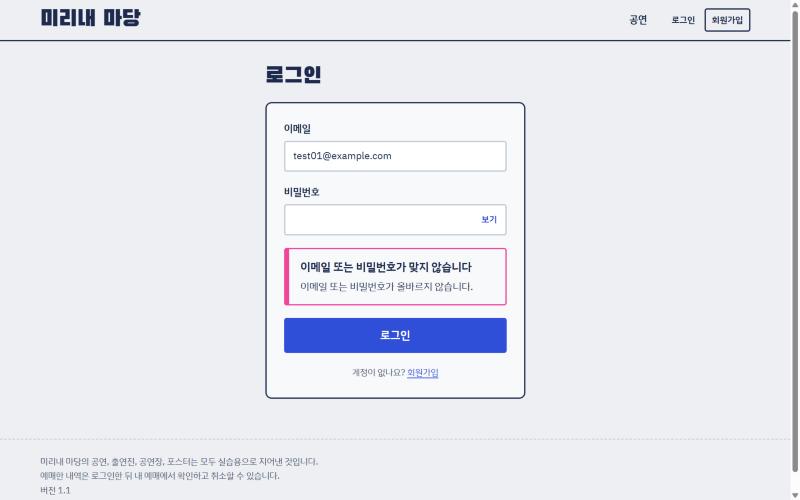 미리내 마당
공연 로그인 회원가입
로그인
이메일
test01@example.com
비밀번호
보기
이메일 또는 비밀번호가 맞지 않습니다
이메일 또는 비밀번호가 올바르지 않습니다.
로그인
계정이 없나요? 회원가입
미리내 마당의 공연, 출연진, 공연장, 포스터는 모두 실습용으로 지어낸 것입니다.
예매한 내역은 로그인한 뒤 내 예매에서 확인하고 취소할 수 있습니다.
버전 1.1